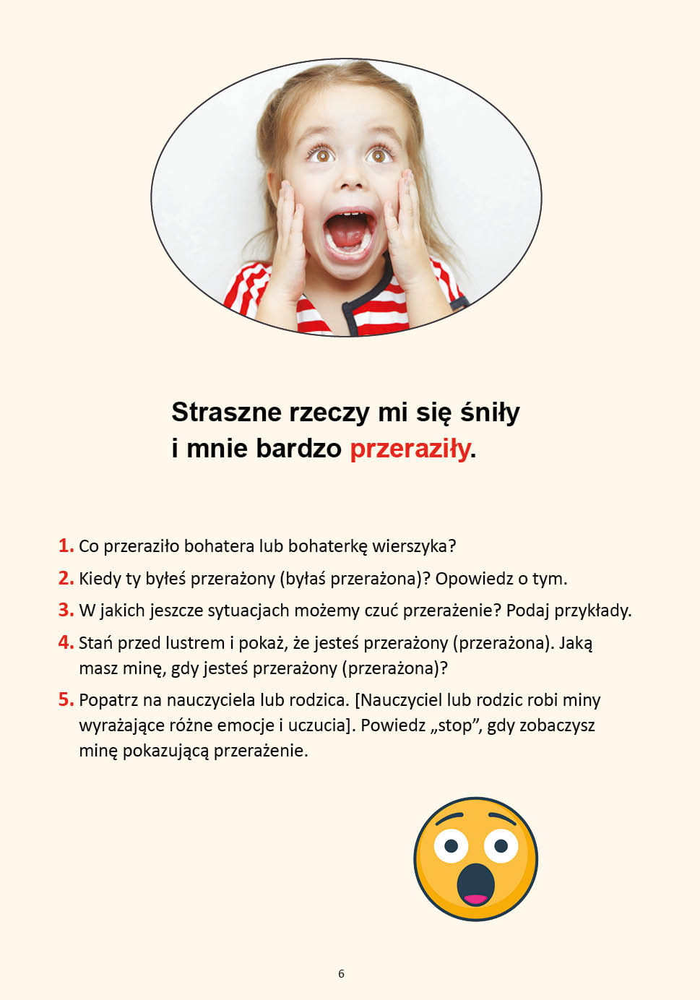 Straszne rzeczy mi się śniły
i mnie bardzo przeraziły.
1. Co przeraziło bohatera lub bohaterkę wierszyka?
2. Kiedy ty byłeś przerażony (byłaś przerażona)? Opowiedz o tym.
3. W jakich jeszcze sytuacjach możemy czuć przerażenie? Podaj przykłady.
4. Stań przed lustrem i pokaż, że jesteś przerażony (przerażona). Jaką
masz minę, gdy jesteś przerażony (przerażona)?
5. Popatrz na nauczyciela lub rodzica. [Nauczyciel lub rodzic robi miny
wyrażające różne emocje i uczucia]. Powiedz „stop”, gdy zobaczysz
minę pokazującą przerażenie.
6